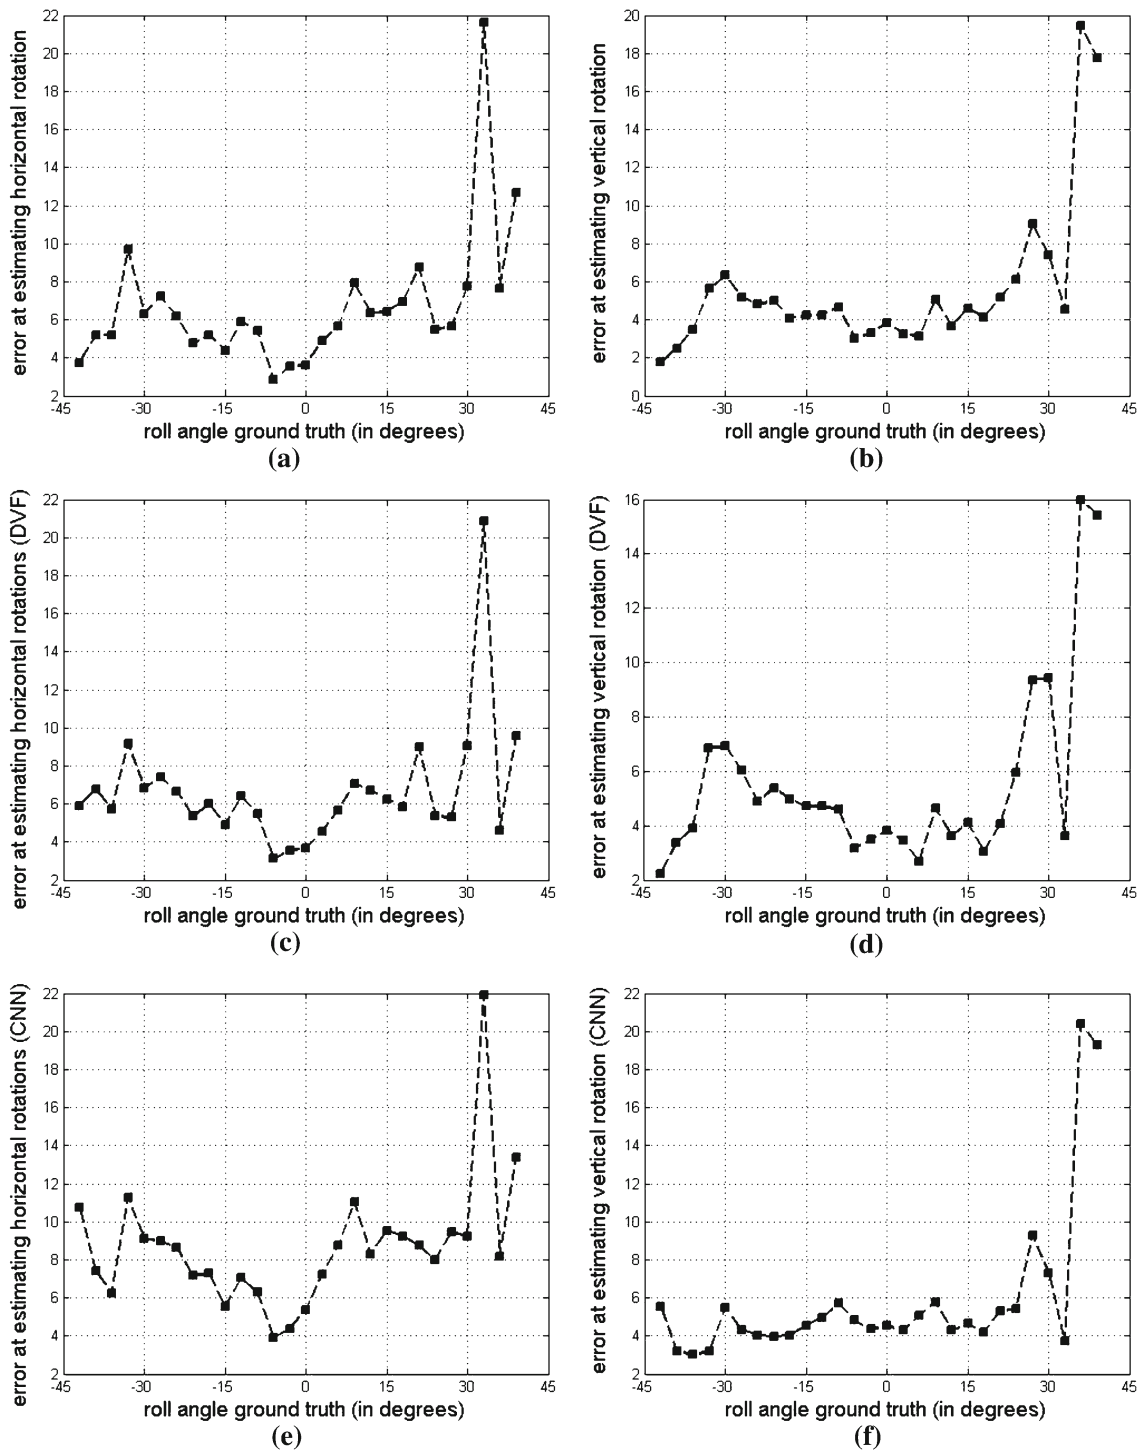 error at estimating horizontal rotation
22
20
18
16
14
12
10
8
6
4
2
-45 -30 -15 0 15 30 45
roll angle ground truth (in degrees)
(a)
error at estimating vertical rotation
20
18
16
14
12
10
8
6
4
2
0
-45 -30 -15 0 15 30 45
roll angle ground truth (in degrees)
(b)
error at estimating horizontal rotations (DVF)
22
20
18
16
14
12
10
8
6
4
2
-45 -30 -15 0 15 30 45
roll angle ground truth (in degrees)
(c)
error at estimating vertical rotation (DVF)
16
14
12
10
8
6
4
2
-45 -30 -15 0 15 30 45
roll angle ground truth (in degrees)
(d)
error at estimating horizontal rotations (CNN)
22
20
18
16
14
12
10
8
6
4
2
-45 -30 -15 0 15 30 45
roll angle ground truth (in degrees)
(e)
error at estimating vertical rotation (CNN)
22
20
18
16
14
12
10
8
6
4
2
-45 -30 -15 0 15 30 45
roll angle ground truth (in degrees)
(f)